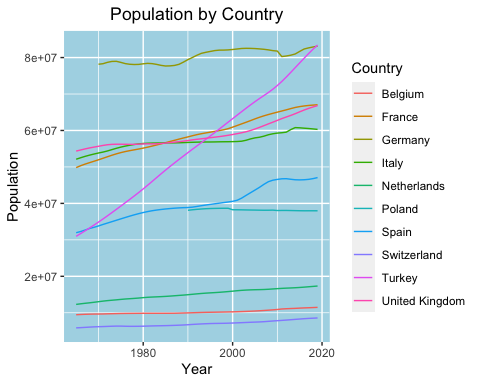 Population by Country
8e+07
6e+07
4e+07
2e+07
Population
1980
2000
2020
Year
Country
Belgium
France
Germany
Italy
Netherlands
Poland
Spain
Switzerland
Turkey
United Kingdom